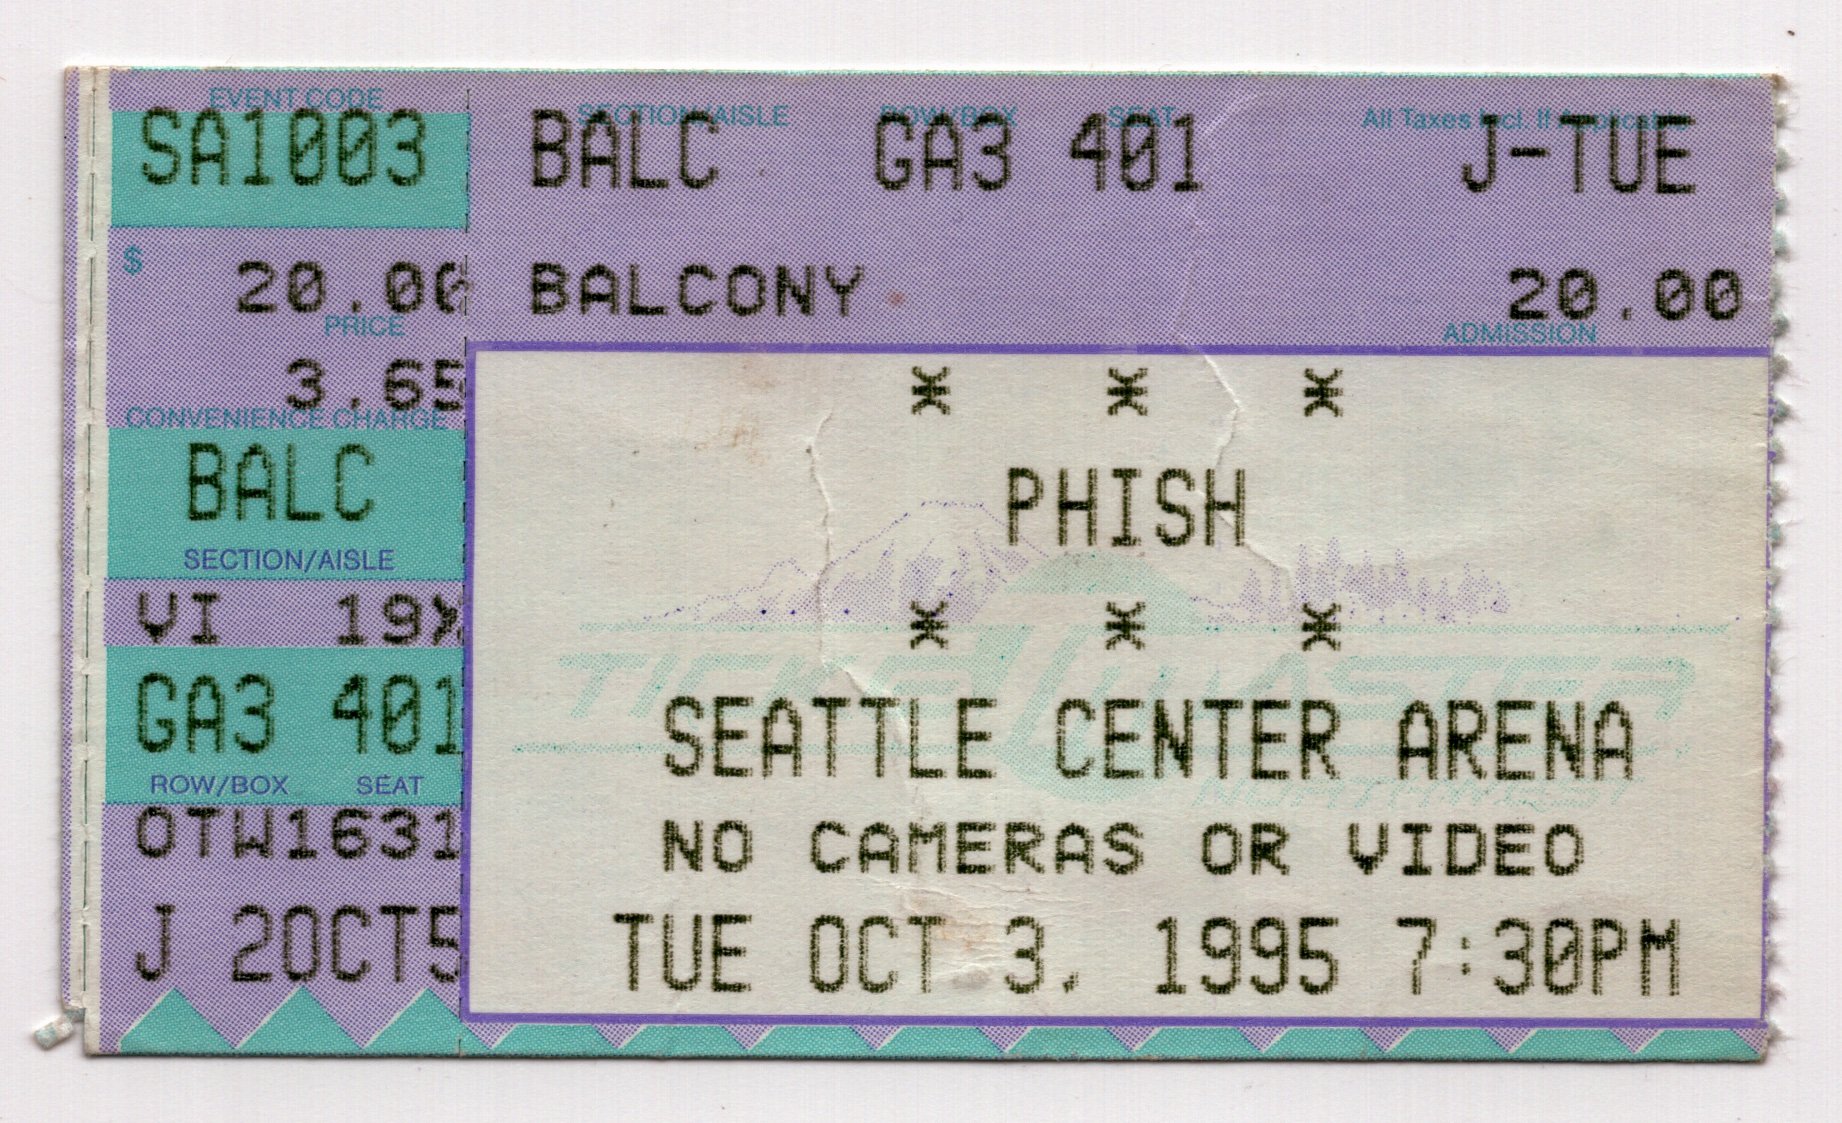 EVENT CODE
SA1003
$ 20.00
PRICE
3.65
CONVENIENCE CHARGE
BALC
SECTION/AISLE
VI 19X
GA3 401
ROW/BOX SEAT
OTW1631
J 2OCT5
SECTION/AISLE ROW/BOX SEAT All Taxes Incl. If Applicable
BALC GA3 401 J-TUE
BALCONY 20.00
ADMISSION
* * *
PHISH
* * *
TICKETMASTER
SEATTLE CENTER ARENA
NORTHWEST
NO CAMERAS OR VIDEO
TUE OCT 3, 1995 7:30PM